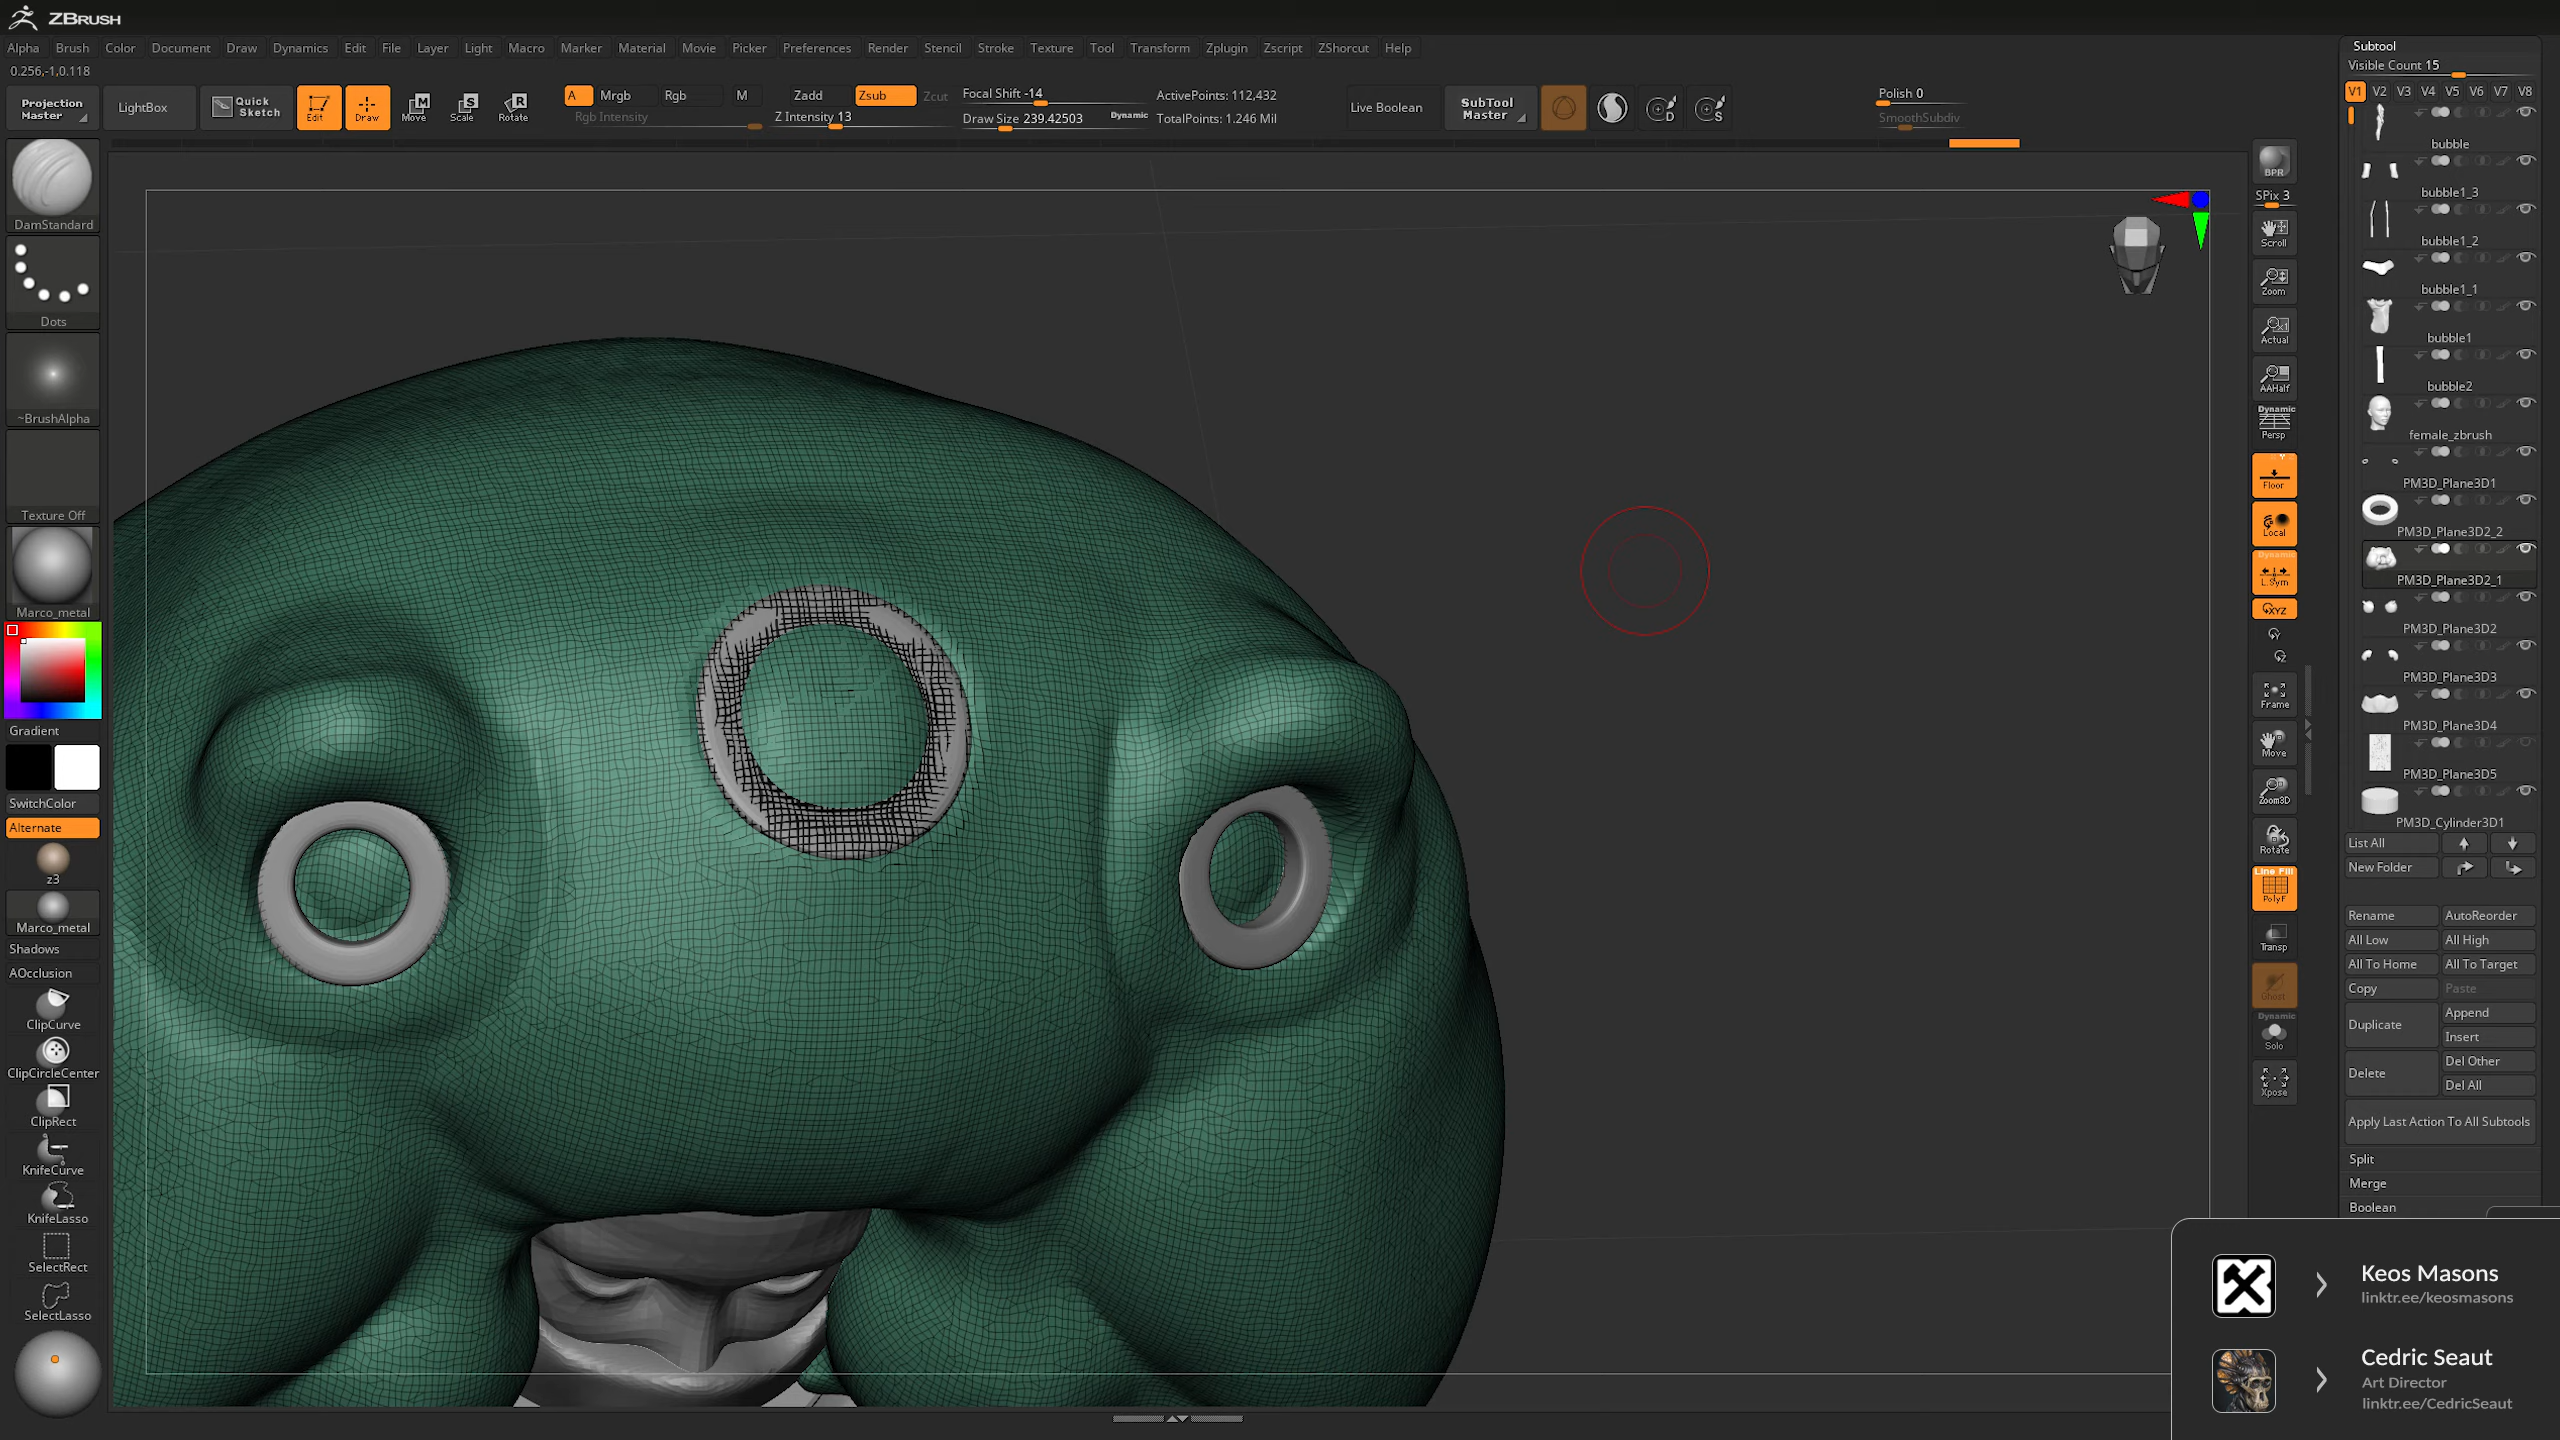 ZBRUSH
Alpha Brush Color Document Draw Dynamics Edit File Layer Light Macro Marker Material Movie Picker Preferences Render Stencil Stroke Texture Tool Transform Zplugin Zscript ZShorcut Help
0.256,-1,0.118
Projection Master
LightBox
Quick Sketch
Edit
Draw
Move
Scale
Rotate
A Mrgb Rgb M
Rgb Intensity
Zadd Zsub Zcut
Z Intensity 13
Focal Shift -14
Draw Size 239.42503
Dynamic
ActivePoints: 112,432
TotalPoints: 1.246 Mil
Live Boolean
SubTool Master
Polish 0
SmoothSubdiv
DamStandard
Dots
~BrushAlpha
Texture Off
Marco_metal
Gradient
SwitchColor
Alternate
z3
Marco_metal
Shadows
AOcclusion
ClipCurve
ClipCircleCenter
ClipRect
KnifeCurve
KnifeLasso
SelectRect
SelectLasso
BPR
SPix 3
Scroll
Zoom
Actual
AAHalf
Dynamic
Persp
Floor
Local
Dynamic
L.Sym
XYZ
Y
Z
Frame
Move
Zoom3D
Rotate
Line Fill
PolyF
Transp
Ghost
Dynamic
Solo
Xpose
Subtool
Visible Count 15
V1 V2 V3 V4 V5 V6 V7 V8
bubble
bubble1_3
bubble1_2
bubble1_1
bubble1
bubble2
female_zbrush
PM3D_Plane3D1
PM3D_Plane3D2_2
PM3D_Plane3D2_1
PM3D_Plane3D2
PM3D_Plane3D3
PM3D_Plane3D4
PM3D_Plane3D5
PM3D_Cylinder3D1
List All
New Folder
Rename AutoReorder
All Low All High
All To Home All To Target
Copy Paste
Duplicate Append
Insert
Delete Del Other
Del All
Apply Last Action To All Subtools
Split
Merge
Boolean
Keos Masons
linktr.ee/keosmasons
Cedric Seaut
Art Director
linktr.ee/CedricSeaut